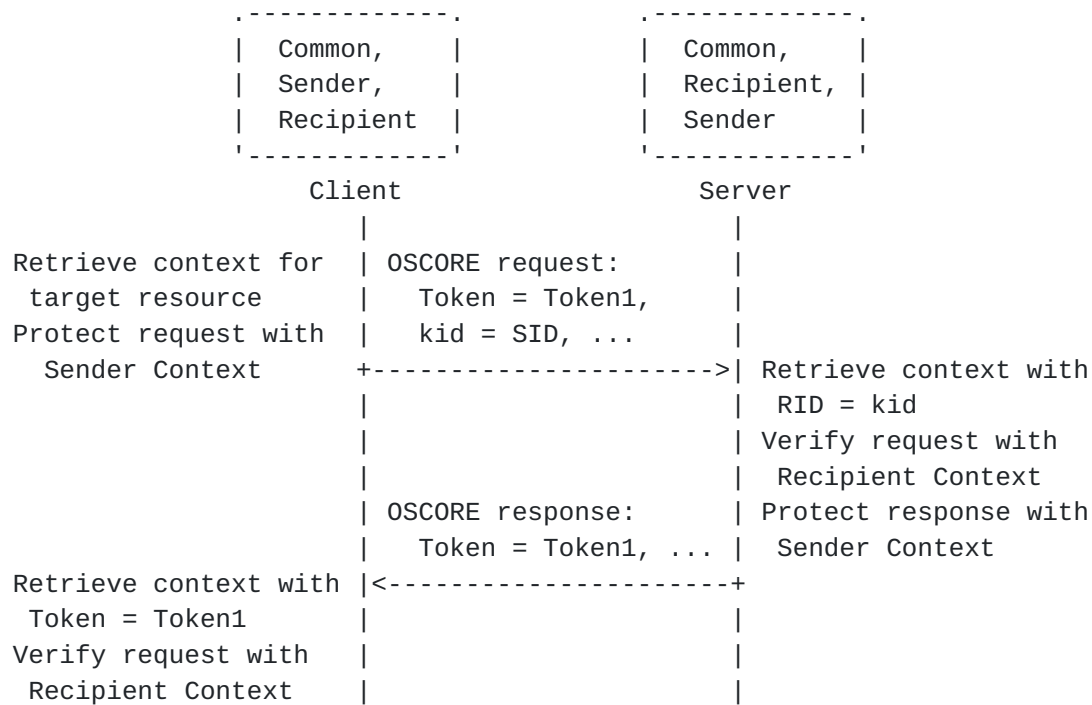 .-------------.           .-------------.
|  Common,    |           |  Common,    |
|  Sender,    |           |  Recipient, |
|  Recipient  |           |  Sender     |
'-------------'           '-------------'
Client                   Server
|                       |
Retrieve context for  | OSCORE request:       |
target resource      |   Token = Token1,     |
Protect request with  |   kid = SID, ...      |
Sender Context      +---------------------->| Retrieve context with
|                       |  RID = kid
|                       | Verify request with
|                       |  Recipient Context
| OSCORE response:      | Protect response with
|   Token = Token1, ... |  Sender Context
Retrieve context with |<----------------------+
Token = Token1       |                       |
Verify request with   |                       |
Recipient Context    |                       |